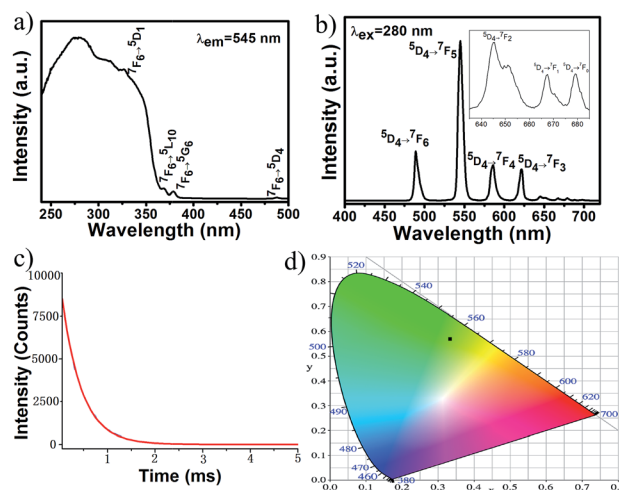 a)
λem=545 nm
⁷F₆→⁵D₁
⁷F₆→⁵L₁₀
⁷F₆→⁵G₆
⁷F₆→⁵D₄
Intensity (a.u.)
250 300 350 400 450 500
Wavelength (nm)
b)
λex=280 nm
⁵D₄→⁷F₅
⁵D₄→⁷F₂
⁵D₄→⁷F₁
640 650 660 670 680
⁵D₄→⁷F₆
⁵D₄→⁷F₄
⁵D₄→⁷F₃
Intensity (a.u.)
400 450 500 550 600 650 700
Wavelength (nm)
c)
Intensity (Counts)
10000
7500
5000
2500
0
1 2 3 4 5
Time (ms)
d)
0.9
0.8
0.7
0.6
0.5
y
0.4
0.3
0.2
0.1
0.0
0.0 0.1 0.2 0.3 0.4 0.5 0.6 0.7 0.8
520
540
560
500
580
600
620
700
490
480
470
460
380